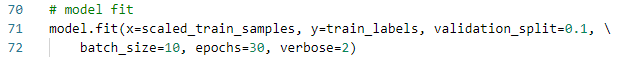 70 # model fit
71 model.fit(x=scaled_train_samples, y=train_labels, validation_split=0.1, \
72     batch_size=10, epochs=30, verbose=2)